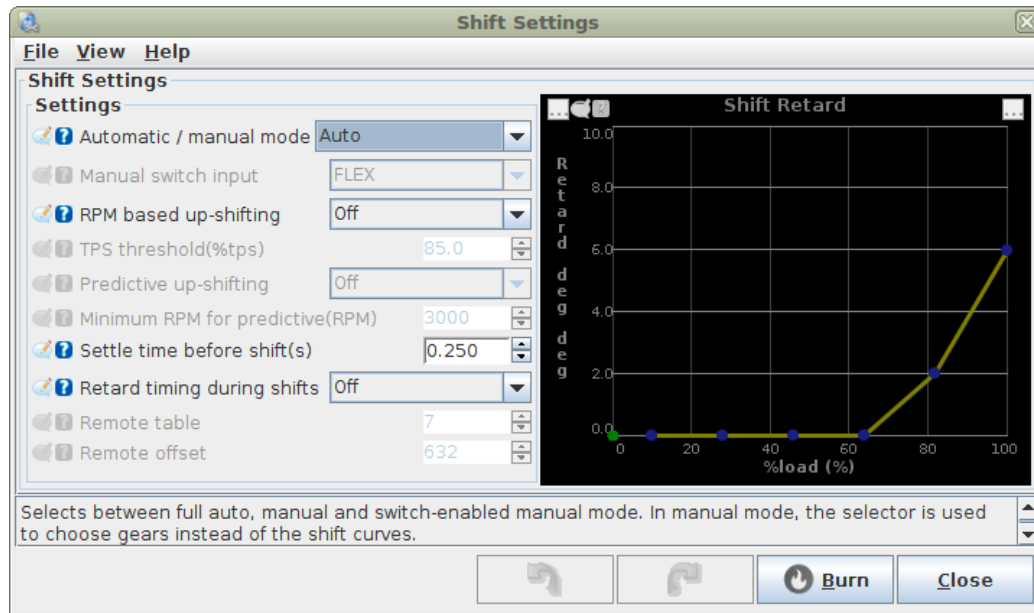 Shift Settings
File View Help
Shift Settings
Settings
Automatic / manual mode Auto
Manual switch input FLEX
RPM based up-shifting Off
TPS threshold(%tps) 85.0
Predictive up-shifting Off
Minimum RPM for predictive(RPM) 3000
Settle time before shift(s) 0.250
Retard timing during shifts Off
Remote table 7
Remote offset 632
... Shift Retard ...
Retard deg deg
10.0
8.0
6.0
4.0
2.0
0.0
0 20 40 60 80 100
%load (%)
Selects between full auto, manual and switch-enabled manual mode. In manual mode, the selector is used
to choose gears instead of the shift curves.
Burn Close